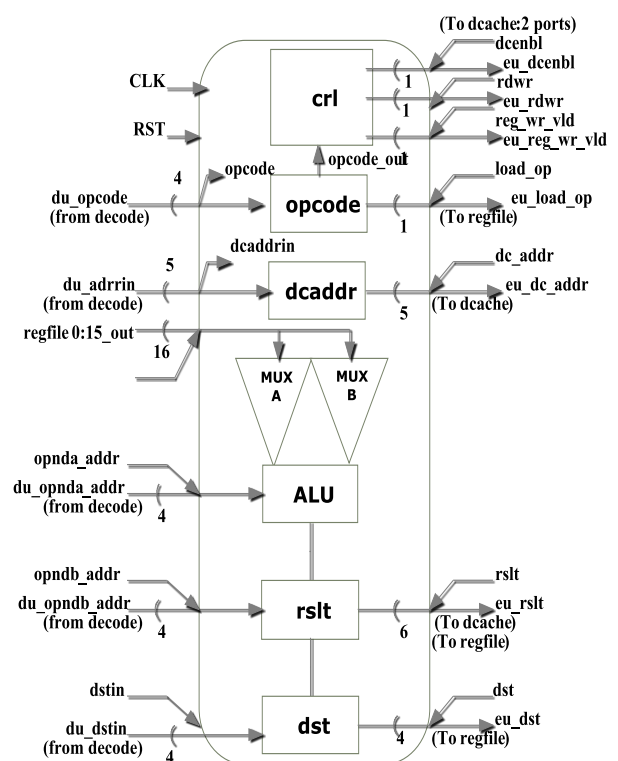 (To dcache:2 ports)
dcenbl
eu_dcenbl
CLK
crl
1
rdwr
1
eu_rdwr
reg_wr_vld
RST
1
eu_reg_wr_vld
opcode_out
4
opcode
load_op
du_opcode
(from decode)
opcode
1
eu_load_op
(To regfile)
5
dcaddrin
dc_addr
du_adrrin
(from decode)
dcaddr
5
eu_dc_addr
(To dcache)
regfile 0:15_out
16
MUX
A
MUX
B
opnda_addr
du_opnda_addr
(from decode)
4
ALU
opndb_addr
rslt
du_opndb_addr
(from decode)
4
rslt
6
eu_rslt
(To dcache)
(To regfile)
dstin
dst
du_dstin
(from decode)
4
dst
4
eu_dst
(To regfile)